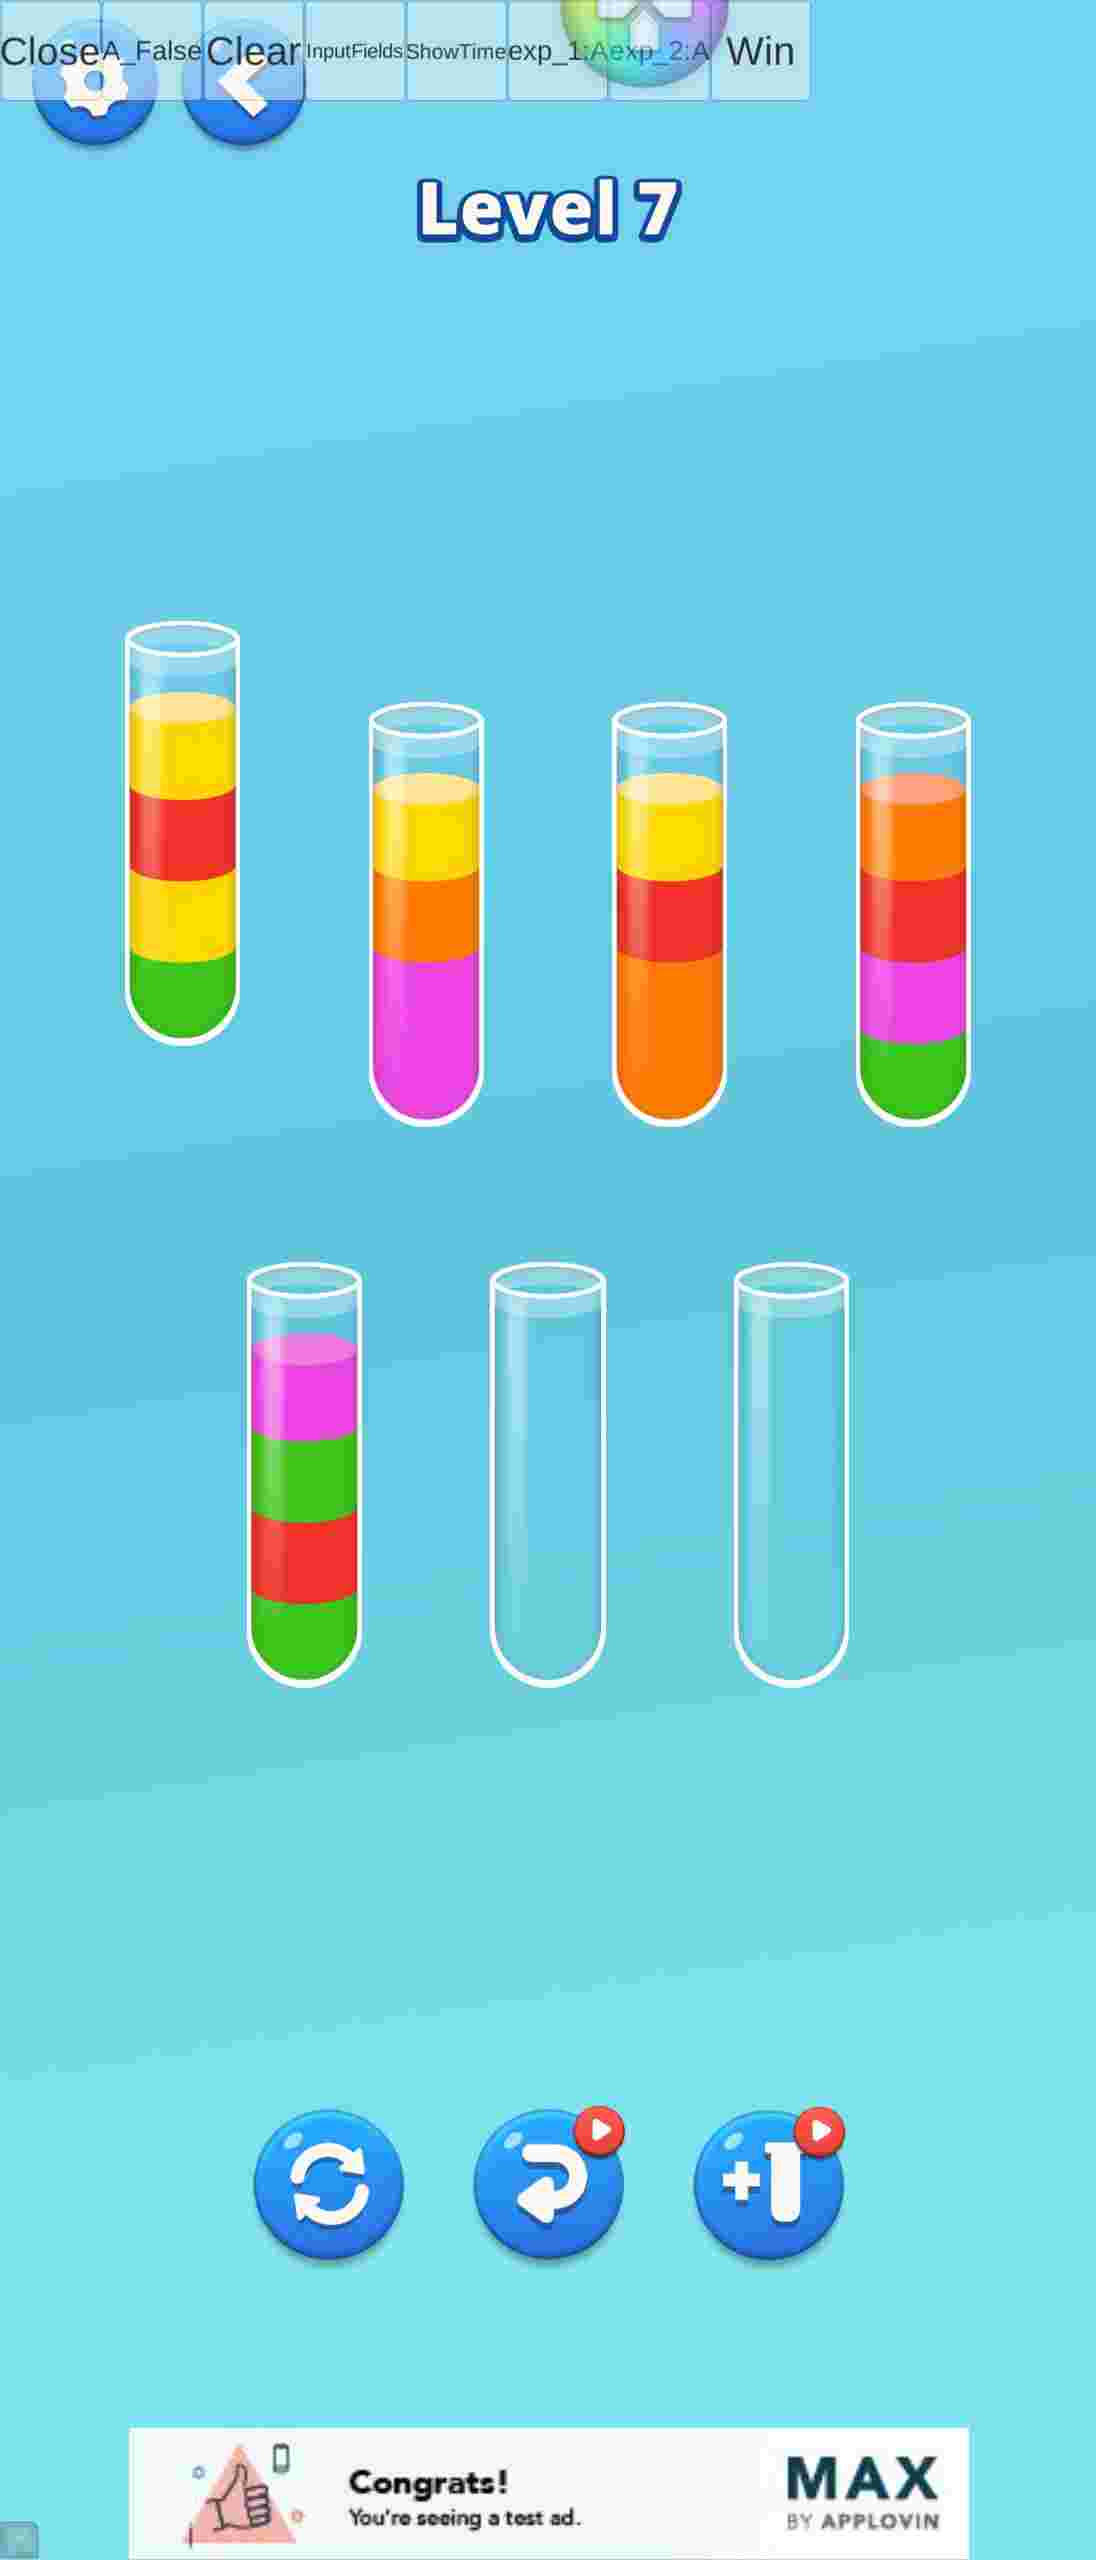 Close A_False Clear InputFields ShowTime exp_1:A exp_2:A Win
Level 7
+1
Congrats!
You're seeing a test ad.
MAX
BY APPLOVIN